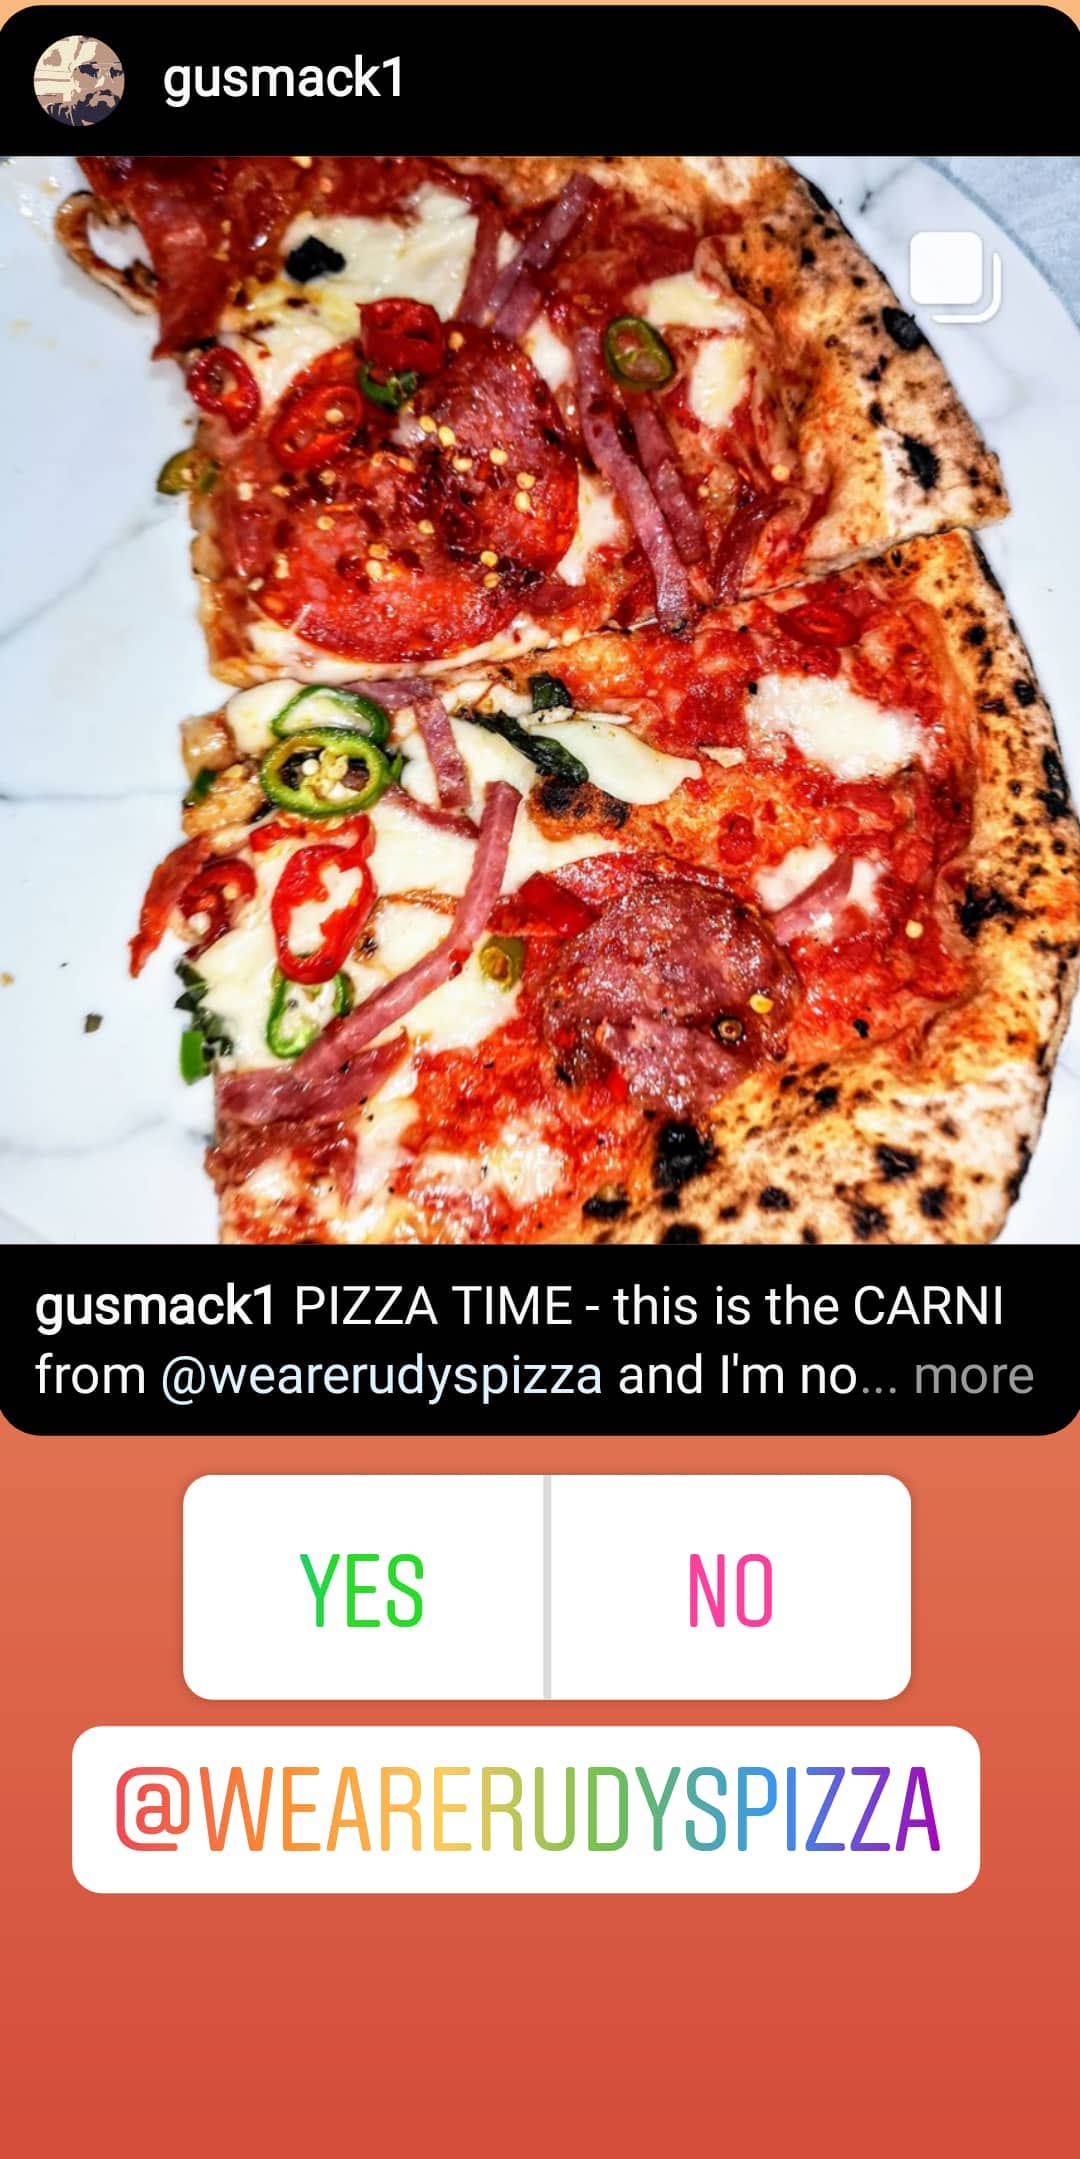 gusmack1
gusmack1 PIZZA TIME - this is the CARNI
from @wearerudyspizza and I'm no... more
YES
NO
@WEARERUDYSPIZZA